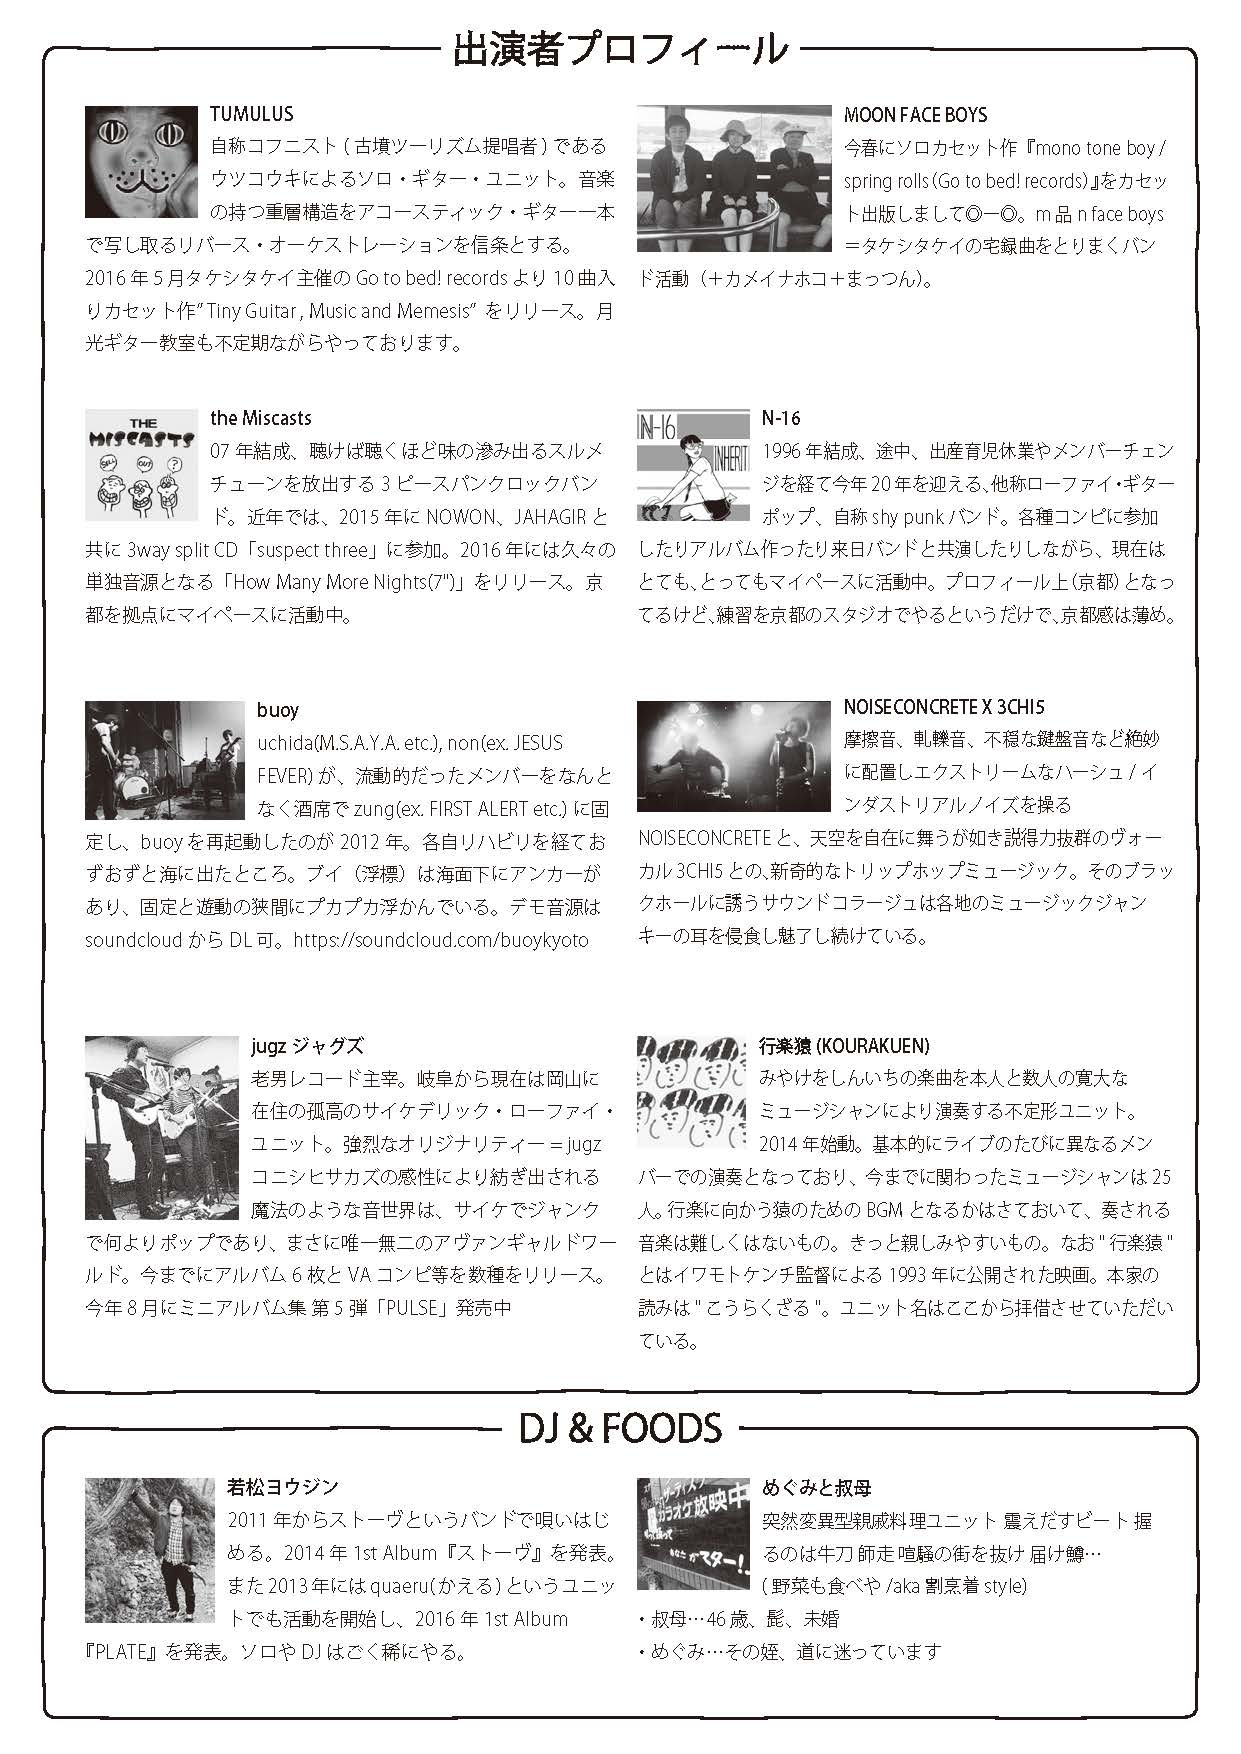 出演者プロフィール
TUMULUS
自称コフニスト ( 古墳ツーリズム提唱者 ) である
ウツコウキによるソロ・ギター・ユニット。音楽
の持つ重層構造をアコースティック・ギター一本
で写し取るリバース・オーケストレーションを信条とする。
2016 年 5 月タケシタケイ主催の Go to bed! records より 10 曲入
りカセット作” Tiny Guitar , Music and Memesis” をリリース。月
光ギター教室も不定期ながらやっております。
MOON FACE BOYS
今春にソロカセット作『mono tone boy /
spring rolls（Go to bed! records）』をカセッ
ト出版しまして◎ー◎。m 品 n face boys
＝タケシタケイの宅録曲をとりまくバン
ド活動（＋カメイナホコ＋まっつん）。
THE
MISCASTS
SELL
OUT
?
the Miscasts
07 年結成、聴けば聴くほど味の滲み出るスルメ
チューンを放出する 3 ピースパンクロックバン
ド。近年では、2015 年に NOWON、JAHAGIR と
共に 3way split CD「suspect three」に参加。2016 年には久々の
単独音源となる「How Many More Nights(7")」をリリース。京
都を拠点にマイペースに活動中。
N-16
INHERIT
N-16
1996 年結成、途中、出産育児休業やメンバーチェン
ジを経て今年 20 年を迎える、他称ローファイ・ギター
ポップ、自称 shy punk バンド。各種コンピに参加
したりアルバム作ったり来日バンドと共演したりしながら、現在は
とても、とってもマイペースに活動中。プロフィール上（京都）となっ
てるけど、練習を京都のスタジオでやるというだけで、京都感は薄め。
buoy
uchida(M.S.A.Y.A. etc.), non(ex. JESUS
FEVER) が、流動的だったメンバーをなんと
なく酒席で zung(ex. FIRST ALERT etc.) に固
定し、buoy を再起動したのが 2012 年。各自リハビリを経てお
ずおずと海に出たところ。ブイ（浮標）は海面下にアンカーが
あり、固定と遊動の狭間にプカプカ浮かんでいる。デモ音源は
soundcloud から DL 可。https://soundcloud.com/buoykyoto
NOISECONCRETE X 3CHI5
摩擦音、軋轢音、不穏な鍵盤音など絶妙
に配置しエクストリームなハーシュ / イ
ンダストリアルノイズを操る
NOISECONCRETE と、天空を自在に舞うが如き説得力抜群のヴォー
カル 3CHI5 との、新奇的なトリップホップミュージック。そのブラッ
クホールに誘うサウンドコラージュは各地のミュージックジャン
キーの耳を侵食し魅了し続けている。
jugz ジャグズ
老男レコード主宰。岐阜から現在は岡山に
在住の孤高のサイケデリック・ローファイ・
ユニット。強烈なオリジナリティー = jugz
コニシヒサカズの感性により紡ぎ出される
魔法のような音世界は、サイケでジャンク
で何よりポップであり、まさに唯一無二のアヴァンギャルドワー
ルド。今までにアルバム 6 枚と VA コンピ等を数種をリリース。
今年 8 月にミニアルバム集 第 5 弾「PULSE」発売中
行楽猿 (KOURAKUEN)
みやけをしんいちの楽曲を本人と数人の寛大な
ミュージシャンにより演奏する不定形ユニット。
2014 年始動。基本的にライブのたびに異なるメン
バーでの演奏となっており、今までに関わったミュージシャンは 25
人。行楽に向かう猿のための BGM となるかはさておいて、奏される
音楽は難しくはないもの。きっと親しみやすいもの。なお " 行楽猿 "
とはイワモトケンチ監督による 1993 年に公開された映画。本家の
読みは " こうらくざる "。ユニット名はここから拝借させていただい
ている。
DJ & FOODS
若松ヨウジン
2011 年からストーヴというバンドで唄いはじ
める。2014 年 1st Album『ストーヴ』を発表。
また 2013 年には quaeru( かえる ) というユニッ
トでも活動を開始し、2016 年 1st Album
『PLATE』を発表。ソロや DJ はごく稀にやる。
カラオケ放映中
マスター!
めぐみと叔母
突然変異型親戚料理ユニット 震えだすビート 握
るのは牛刀 師走 喧騒の街を抜け 届け鱒…
( 野菜も食べや /aka 割烹着 style)
・叔母…46 歳、髭、未婚
・めぐみ…その姪、道に迷っています